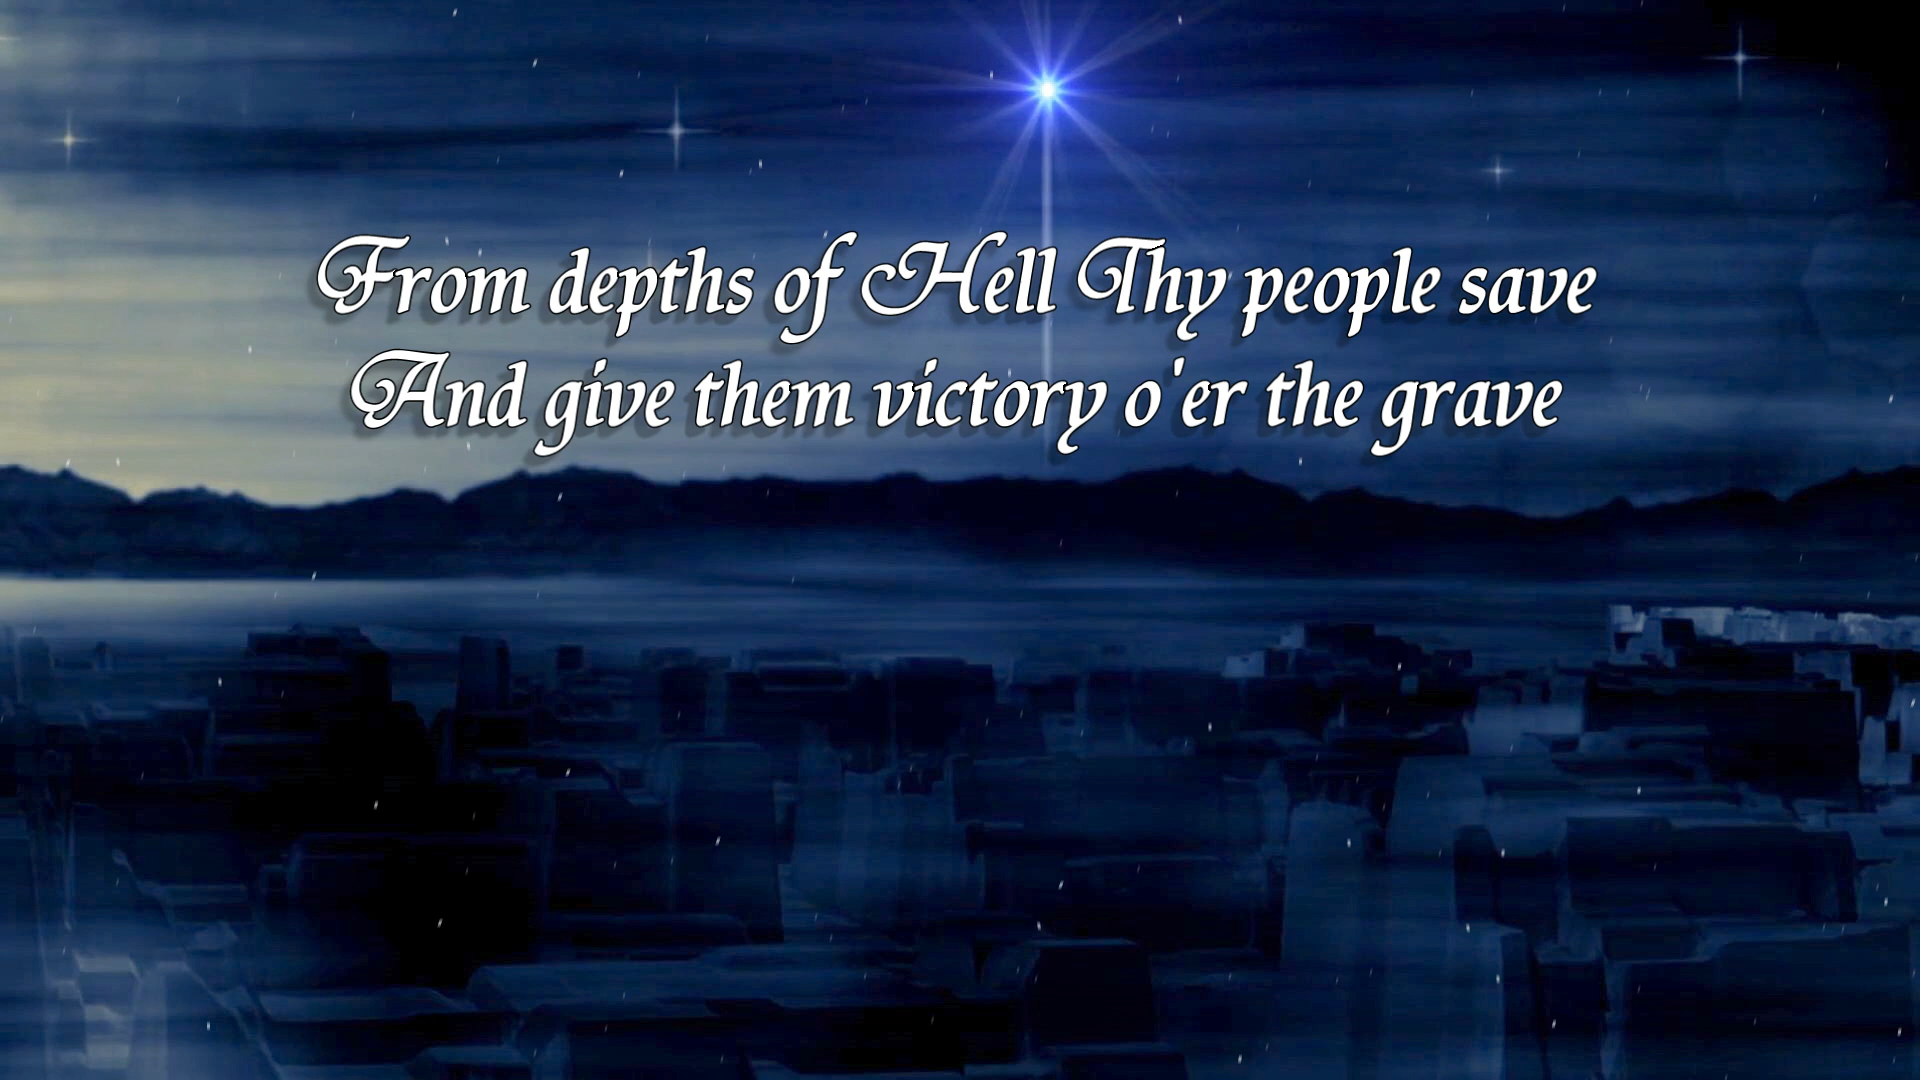 From depths of Hell Thy people save
And give them victory o'er the grave